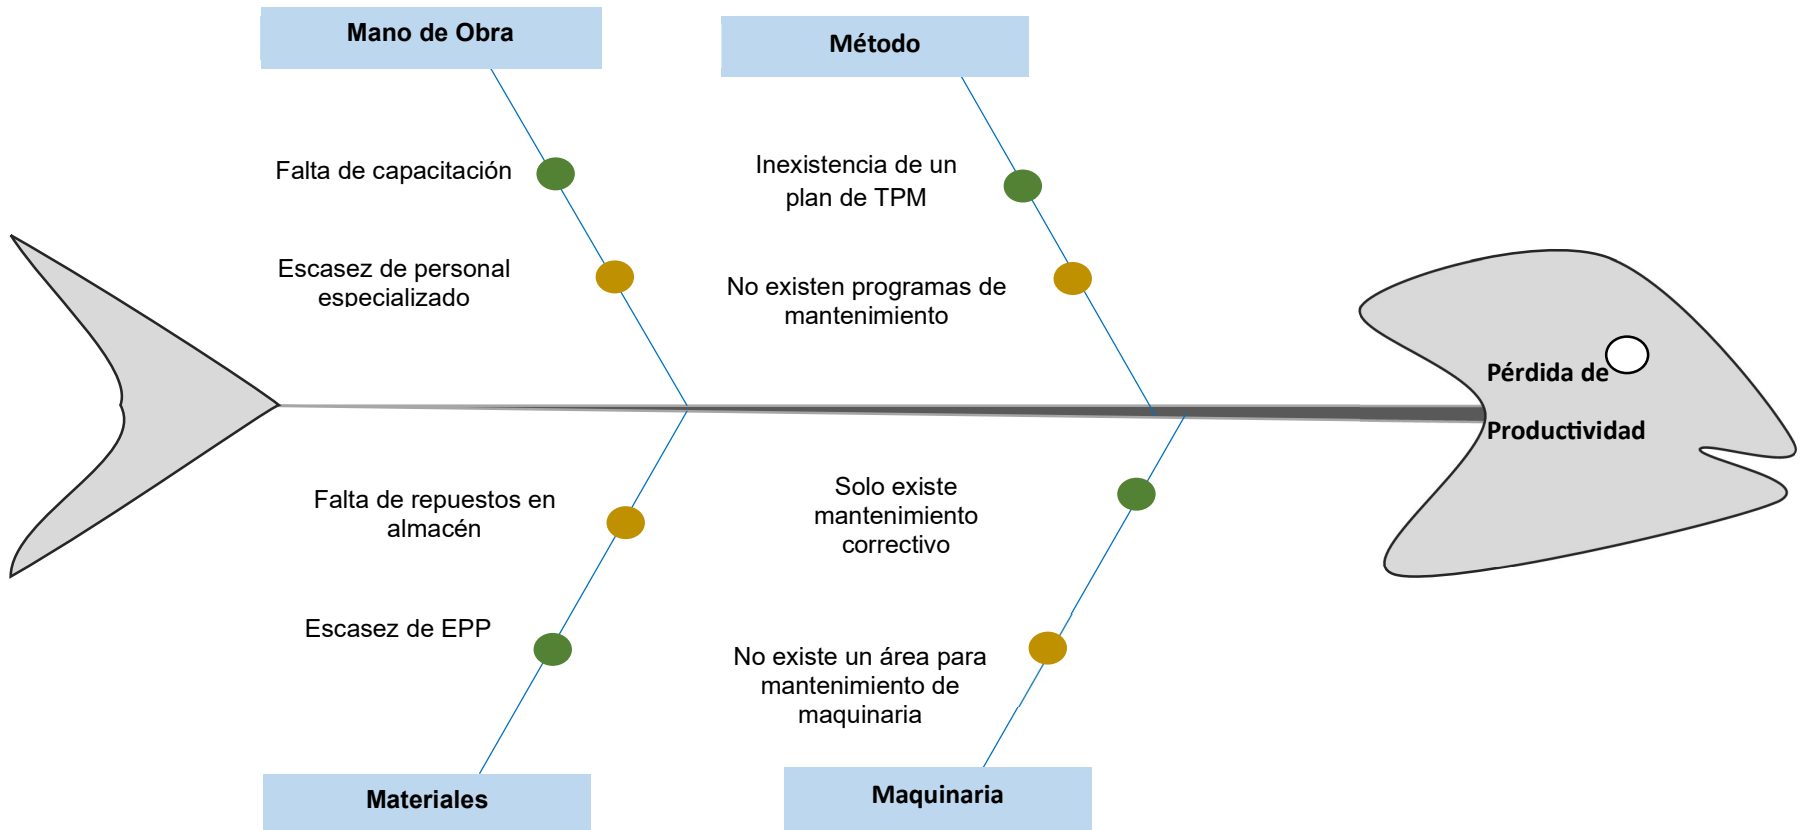 Mano de Obra
Método
Falta de capacitación
Inexistencia de un
plan de TPM
Escasez de personal
especializado
No existen programas de
mantenimiento
Pérdida de
Productividad
Falta de repuestos en
almacén
Solo existe
mantenimiento
correctivo
Escasez de EPP
No existe un área para
mantenimiento de
maquinaria
Materiales
Maquinaria